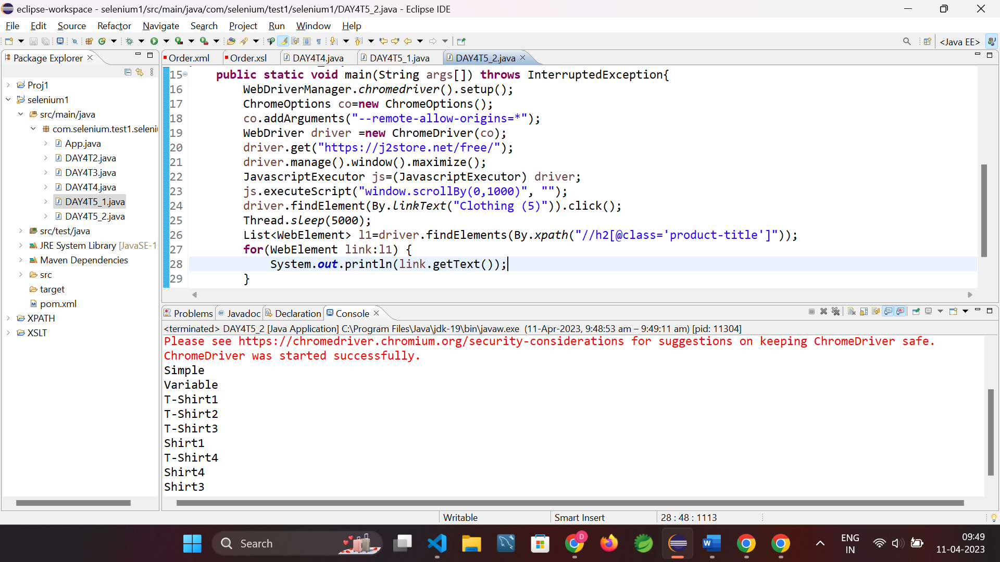 eclipse-workspace - selenium1/src/main/java/com/selenium/test1/selenium1/DAY4T5_2.java - Eclipse IDE
File Edit Source Refactor Navigate Search Project Run Window Help
<Java EE>
Package Explorer
Order.xml Order.xsl DAY4T4.java DAY4T5_1.java DAY4T5_2.java
Proj1
selenium1
src/main/java
com.selenium.test1.seleni
App.java
DAY4T2.java
DAY4T3.java
DAY4T4.java
DAY4T5_1.java
DAY4T5_2.java
src/test/java
JRE System Library [JavaSE-1
Maven Dependencies
src
target
pom.xml
XPATH
XSLT
15 public static void main(String args[]) throws InterruptedException{
16 WebDriverManager.chromedriver().setup();
17 ChromeOptions co=new ChromeOptions();
18 co.addArguments("--remote-allow-origins=*");
19 WebDriver driver =new ChromeDriver(co);
20 driver.get("https://j2store.net/free/");
21 driver.manage().window().maximize();
22 JavascriptExecutor js=(JavascriptExecutor) driver;
23 js.executeScript("window.scrollBy(0,1000)", "");
24 driver.findElement(By.linkText("Clothing (5)")).click();
25 Thread.sleep(5000);
26 List<WebElement> l1=driver.findElements(By.xpath("//h2[@class='product-title']"));
27 for(WebElement link:l1) {
28 System.out.println(link.getText());
29 }
Problems Javadoc Declaration Console
<terminated> DAY4T5_2 [Java Application] C:\Program Files\Java\jdk-19\bin\javaw.exe (11-Apr-2023, 9:48:53 am – 9:49:11 am) [pid: 11304]
Please see https://chromedriver.chromium.org/security-considerations for suggestions on keeping ChromeDriver safe.
ChromeDriver was started successfully.
Simple
Variable
T-Shirt1
T-Shirt2
T-Shirt3
Shirt1
T-Shirt4
Shirt4
Shirt3
Writable Smart Insert 28 : 48 : 1113
Search
D
ENG
IN
09:49
11-04-2023